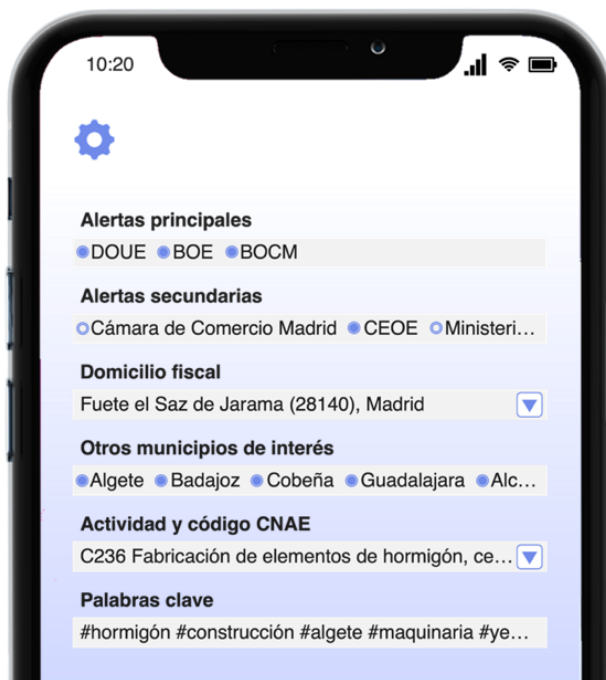 10:20
Alertas principales
DOUE BOE BOCM
Alertas secundarias
Cámara de Comercio Madrid CEOE Ministeri…
Domicilio fiscal
Fuete el Saz de Jarama (28140), Madrid
Otros municipios de interés
Algete Badajoz Cobeña Guadalajara Alc…
Actividad y código CNAE
C236 Fabricación de elementos de hormigón, ce…
Palabras clave
#hormigón #construcción #algete #maquinaria #ye…